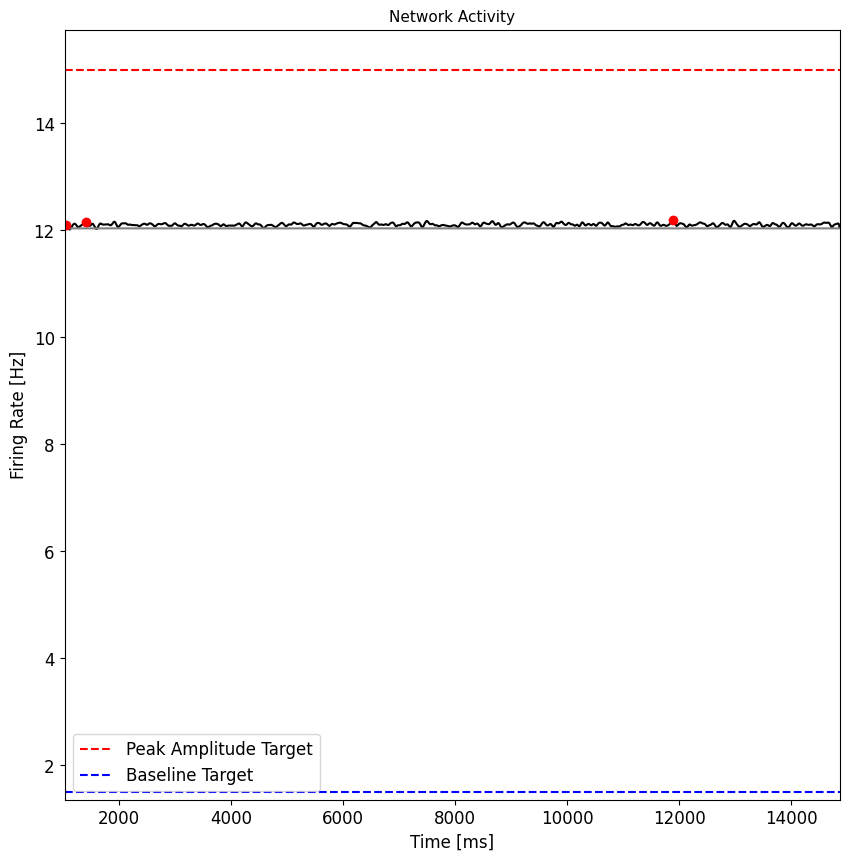 Network Activity
Firing Rate [Hz]
14
12
10
8
6
4
2
Peak Amplitude Target
Baseline Target
2000
4000
6000
8000
10000
12000
14000
Time [ms]